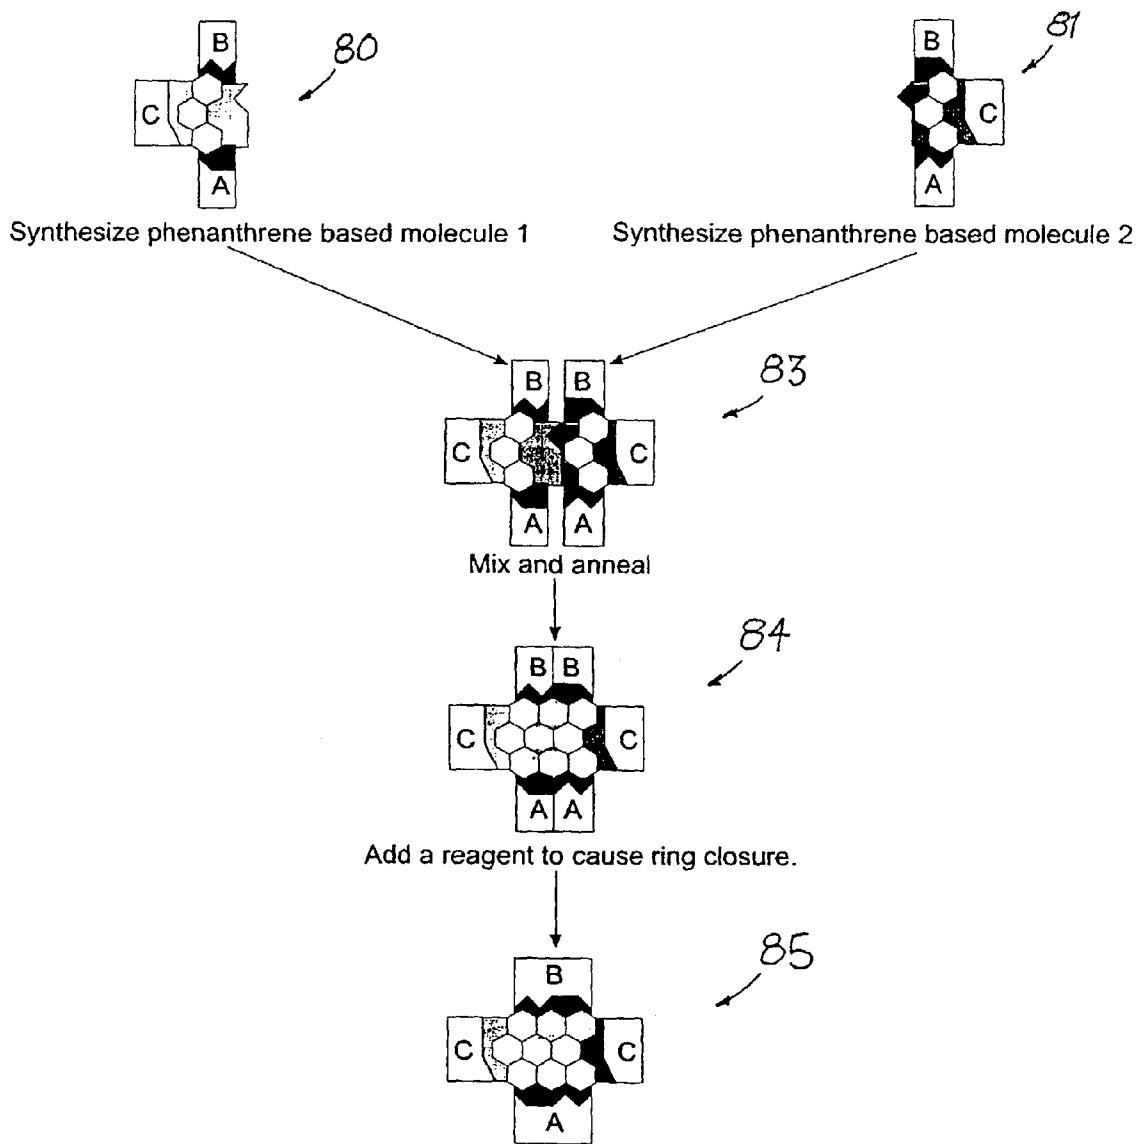 B
80
C
A
B
81
C
A
Synthesize phenanthrene based molecule 1
Synthesize phenanthrene based molecule 2
B B
83
C C
A A
Mix and anneal
84
B B
C C
A A
Add a reagent to cause ring closure.
85
B
C C
A